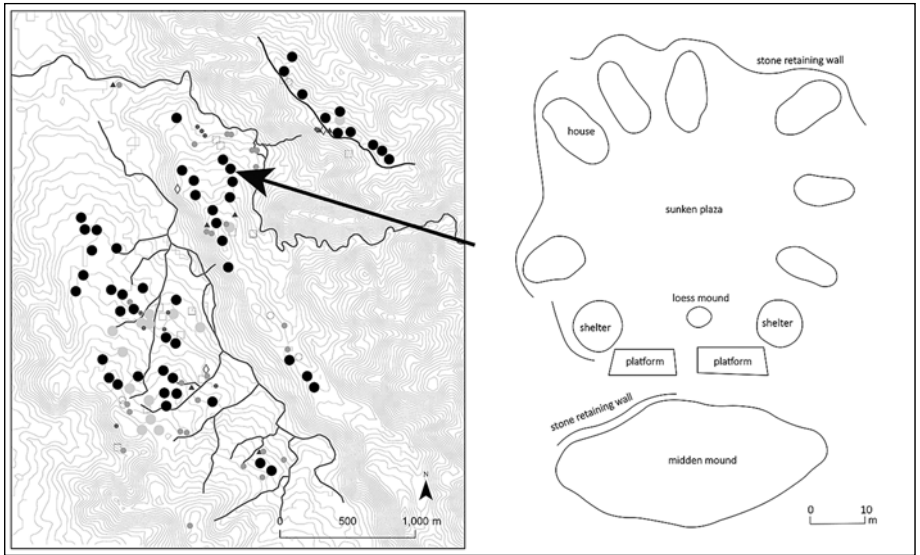 N
0 500 1,000 m
stone retaining wall
house
sunken plaza
loess mound
shelter
shelter
platform
platform
stone retaining wall
midden mound
0 10
m